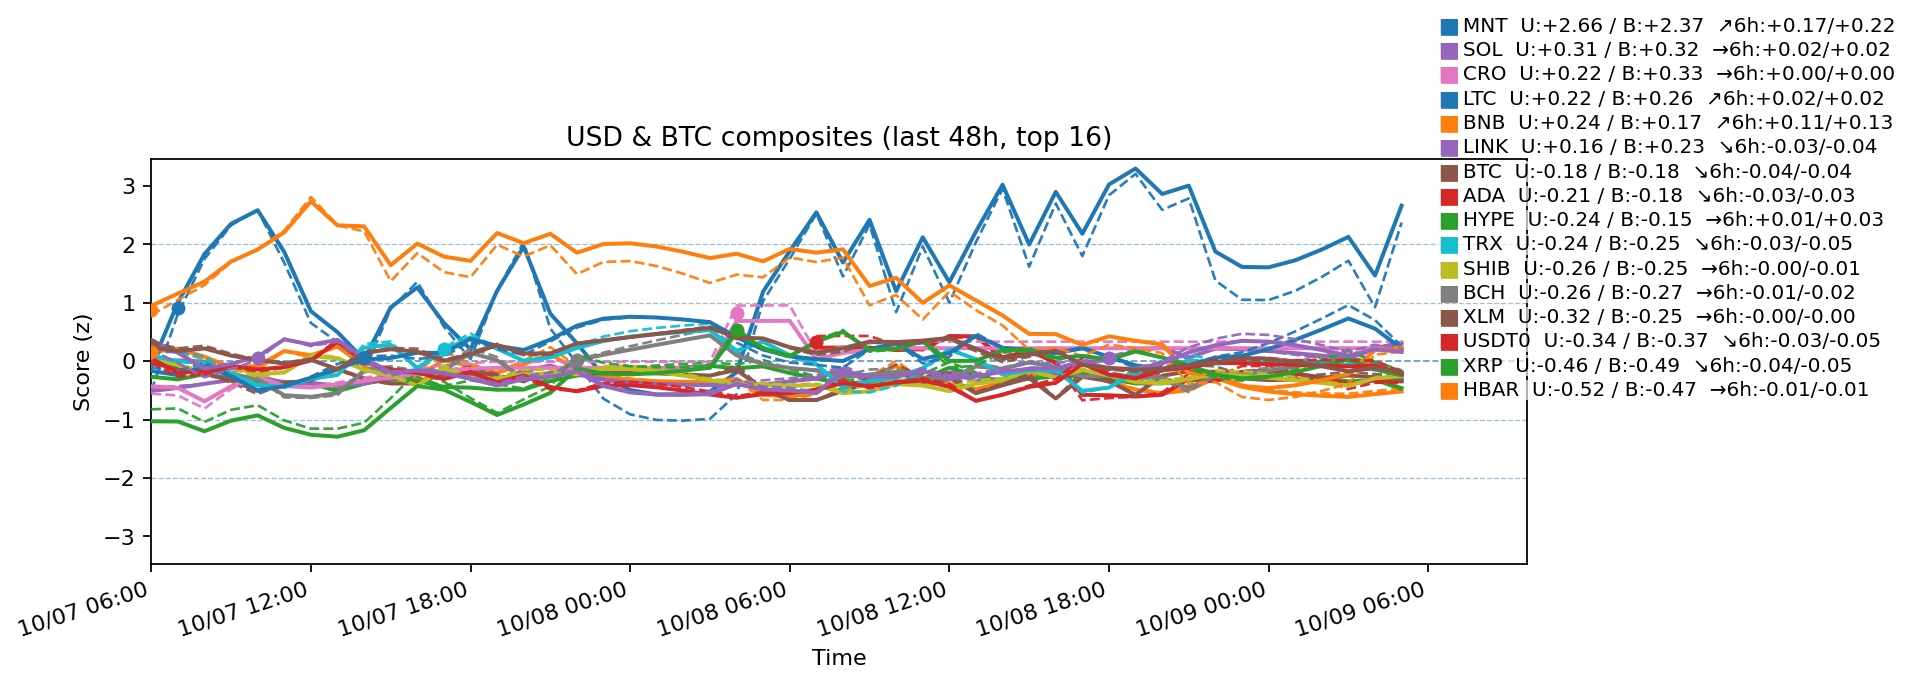 MNT U:+2.66 / B:+2.37 ↗6h:+0.17/+0.22
SOL U:+0.31 / B:+0.32 →6h:+0.02/+0.02
CRO U:+0.22 / B:+0.33 →6h:+0.00/+0.00
LTC U:+0.22 / B:+0.26 ↗6h:+0.02/+0.02
BNB U:+0.24 / B:+0.17 ↗6h:+0.11/+0.13
LINK U:+0.16 / B:+0.23 ↘6h:-0.03/-0.04
BTC U:-0.18 / B:-0.18 ↘6h:-0.04/-0.04
ADA U:-0.21 / B:-0.18 ↘6h:-0.03/-0.03
HYPE U:-0.24 / B:-0.15 →6h:+0.01/+0.03
TRX U:-0.24 / B:-0.25 ↘6h:-0.03/-0.05
SHIB U:-0.26 / B:-0.25 →6h:-0.00/-0.01
BCH U:-0.26 / B:-0.27 →6h:-0.01/-0.02
XLM U:-0.32 / B:-0.25 →6h:-0.00/-0.00
USDT0 U:-0.34 / B:-0.37 ↘6h:-0.03/-0.05
XRP U:-0.46 / B:-0.49 ↘6h:-0.04/-0.05
HBAR U:-0.52 / B:-0.47 →6h:-0.01/-0.01
USD & BTC composites (last 48h, top 16)
Score (z)
3
2
1
0
−1
−2
−3
10/07 06:00
10/07 12:00
10/07 18:00
10/08 00:00
10/08 06:00
10/08 12:00
10/08 18:00
10/09 00:00
10/09 06:00
Time